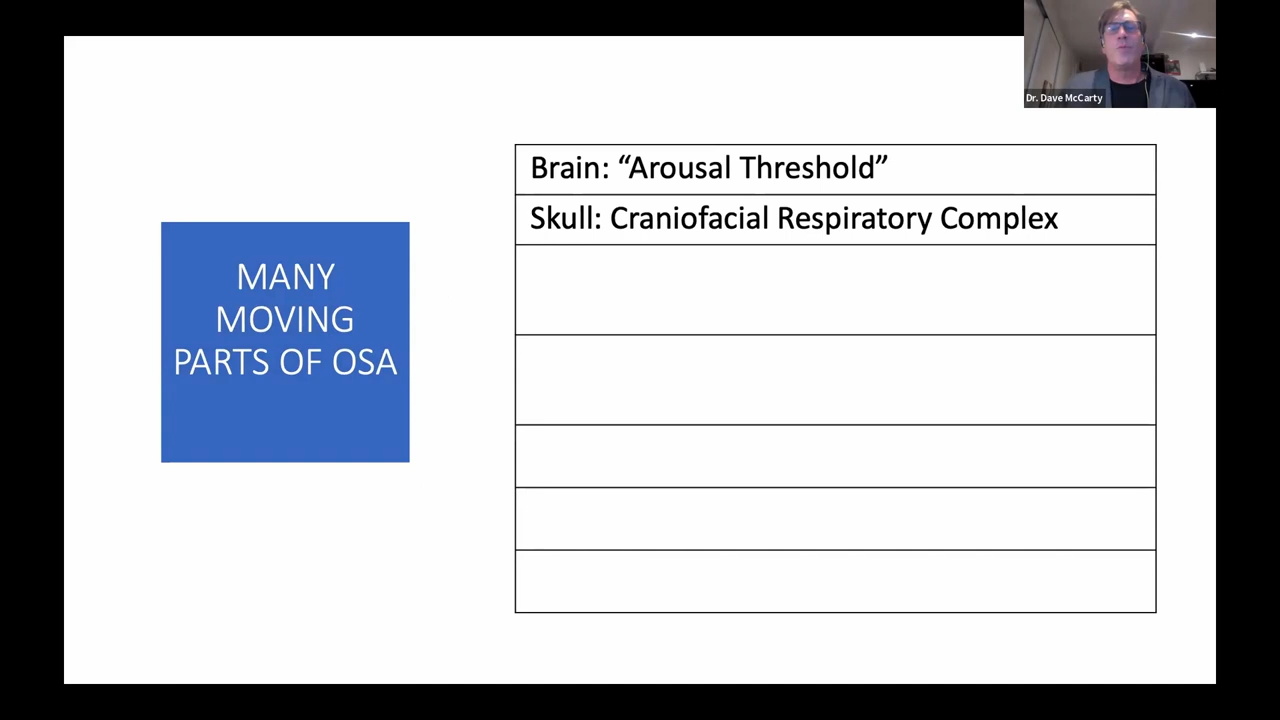 Dr. Dave McCarty
MANY
MOVING
PARTS OF OSA
Brain: “Arousal Threshold”
Skull: Craniofacial Respiratory Complex